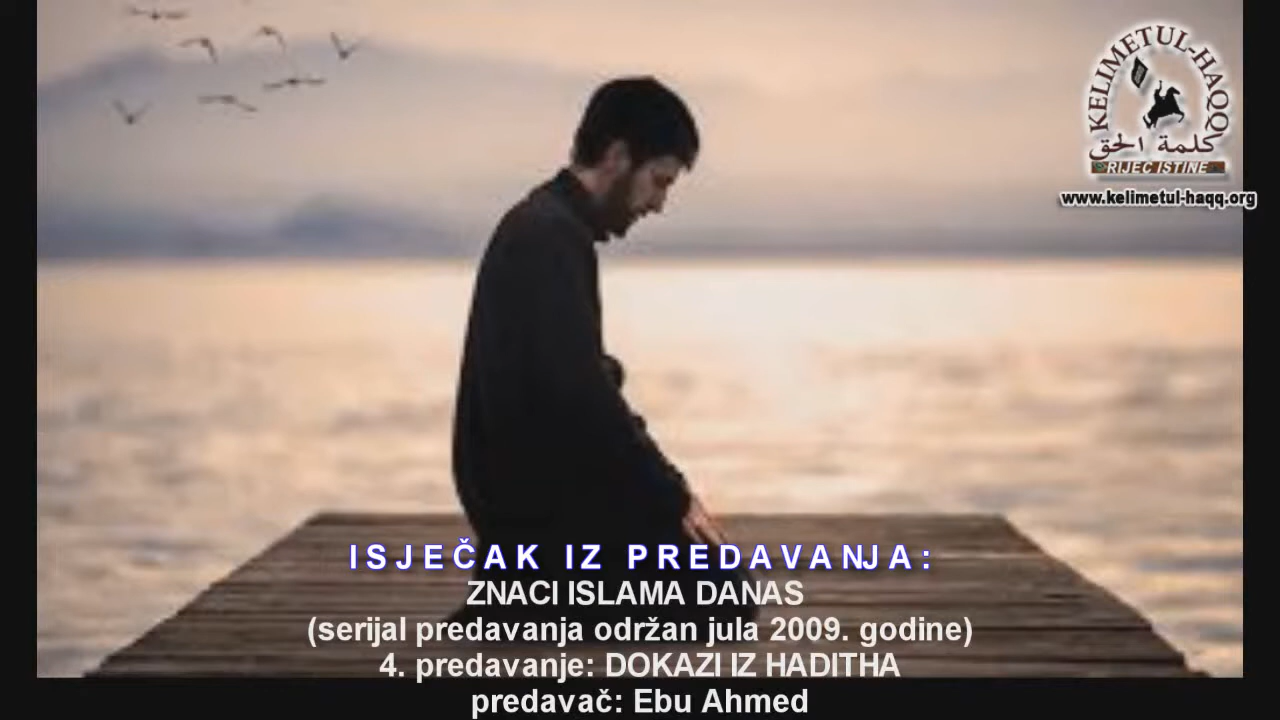 KELIMETUL-HAQQ
كلمة الحق
RIJEC ISTINE
www.kelimetul-haqq.org
ISJEČAK IZ PREDAVANJA:
ZNACI ISLAMA DANAS
(serijal predavanja održan jula 2009. godine)
4. predavanje: DOKAZI IZ HADITHA
predavač: Ebu Ahmed